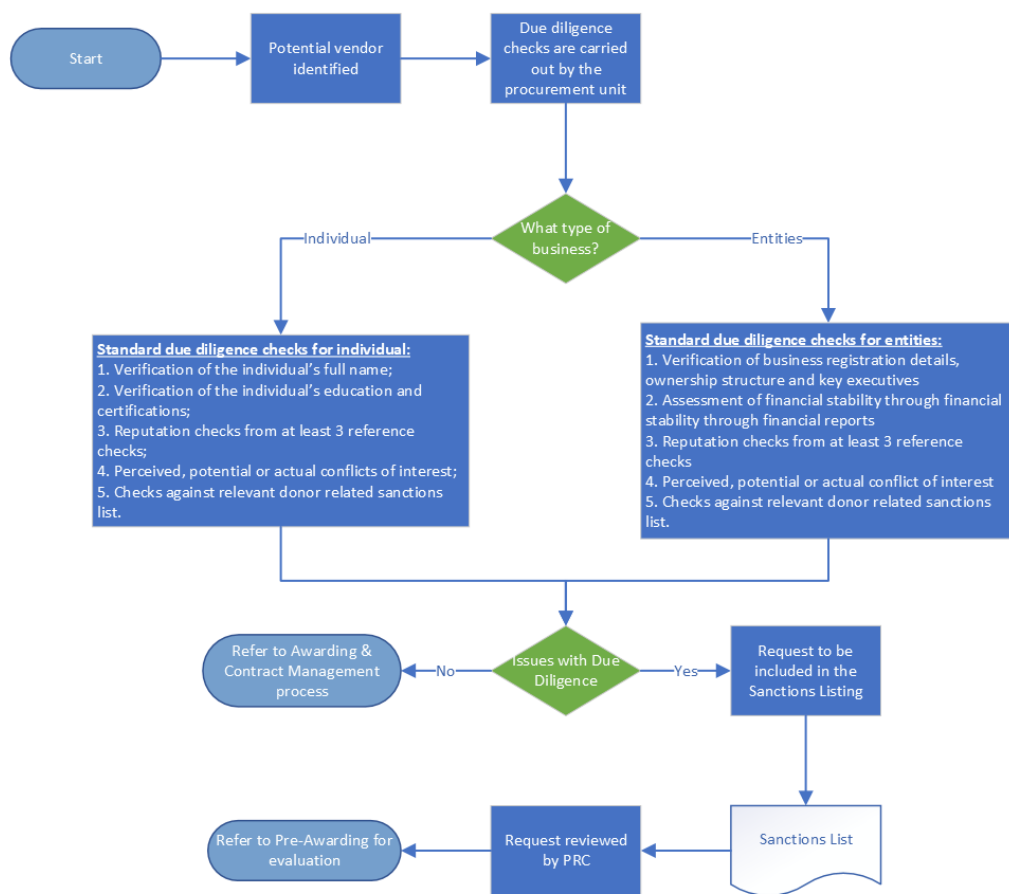 Start
Potential vendor
identified
Due diligence
checks are carried
out by the
procurement unit
What type of
business?
Individual
Entities
Standard due diligence checks for individual:
1. Verification of the individual’s full name;
2. Verification of the individual’s education and
certifications;
3. Reputation checks from at least 3 reference
checks;
4. Perceived, potential or actual conflicts of interest;
5. Checks against relevant donor related sanctions
list.
Standard due diligence checks for entities:
1. Verification of business registration details,
ownership structure and key executives
2. Assessment of financial stability through financial
stability through financial reports
3. Reputation checks from at least 3 reference
checks
4. Perceived, potential or actual conflict of interest
5. Checks against relevant donor related sanctions
list.
Refer to Awarding &
Contract Management
process
No
Issues with Due
Diligence
Yes
Request to be
included in the
Sanctions Listing
Refer to Pre-Awarding for
evaluation
Request reviewed
by PRC
Sanctions List